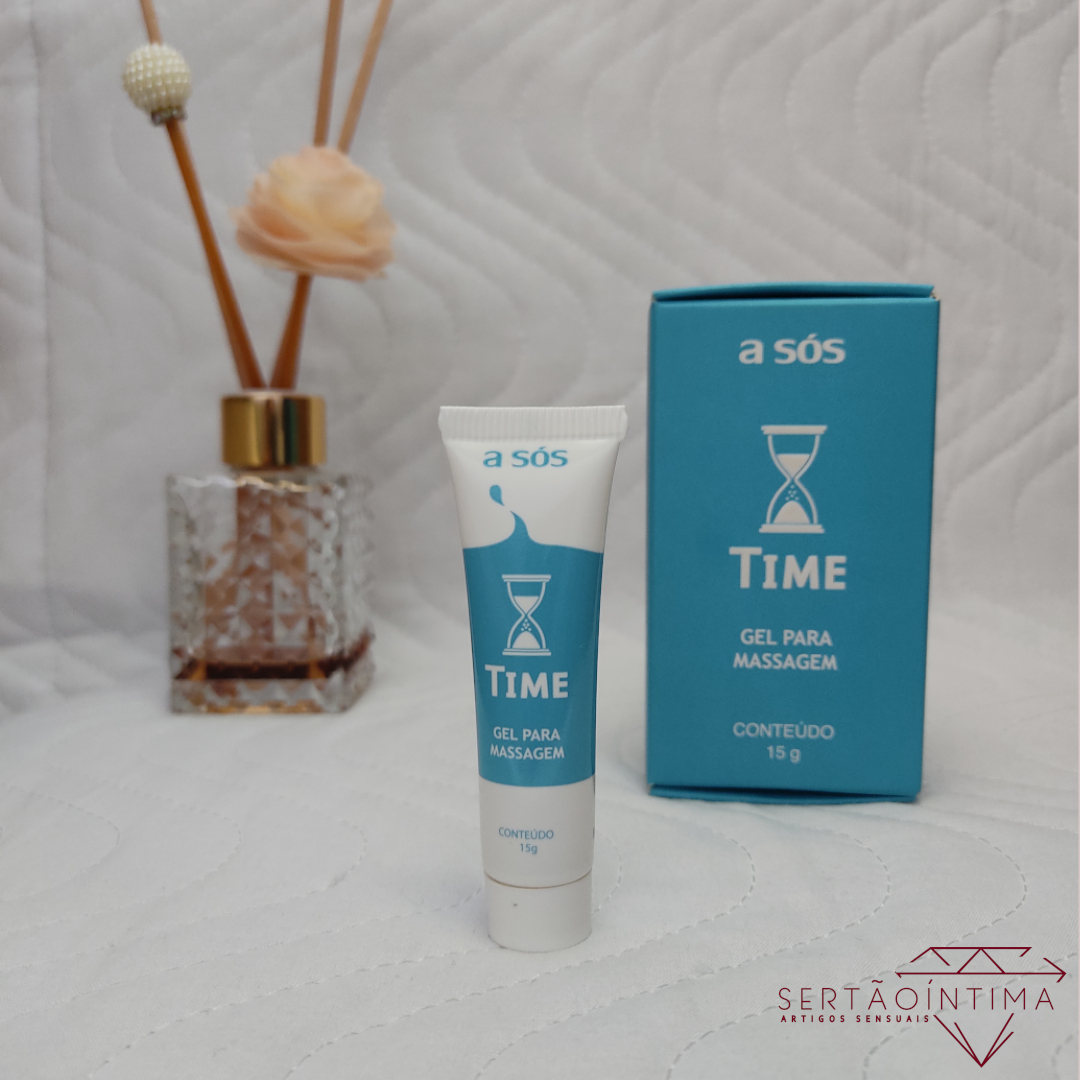 a sós
TIME
GEL PARA
MASSAGEM
CONTEÚDO
15g
a sós
TIME
GEL PARA
MASSAGEM
CONTEÚDO
15 g
SERTÃOÍNTIMA
ARTIGOS SENSUAIS